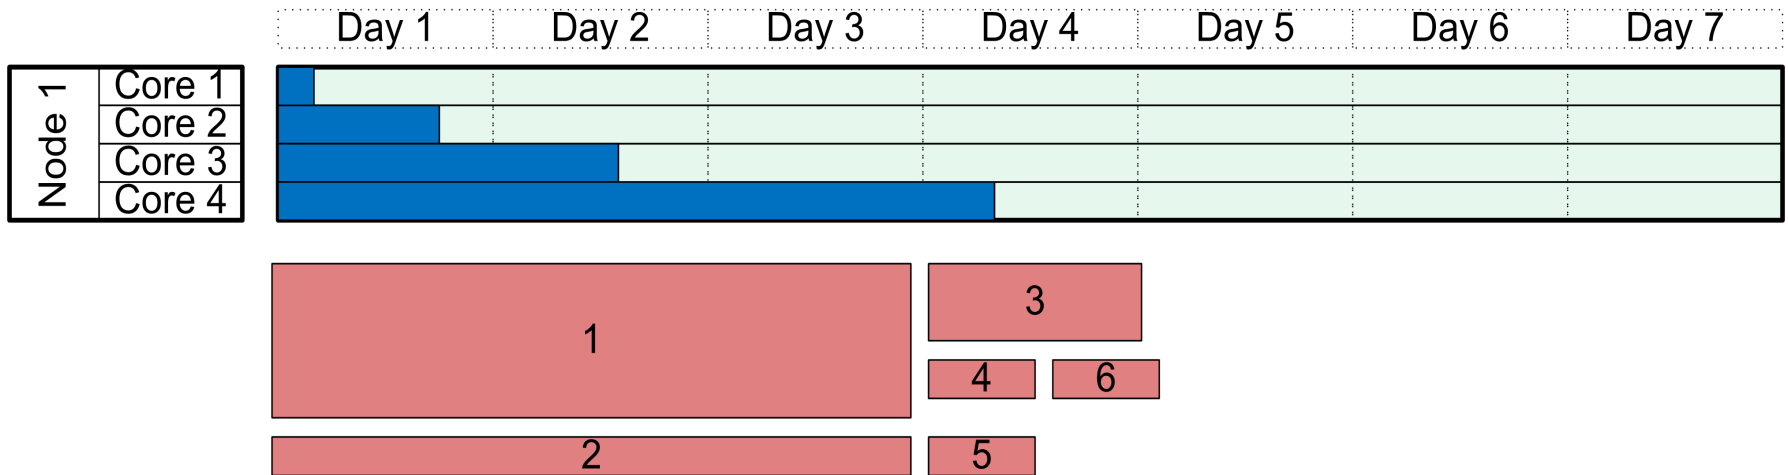 Day 1 Day 2 Day 3 Day 4 Day 5 Day 6 Day 7
Node 1
Core 1
Core 2
Core 3
Core 4
1
3
4 6
2 5